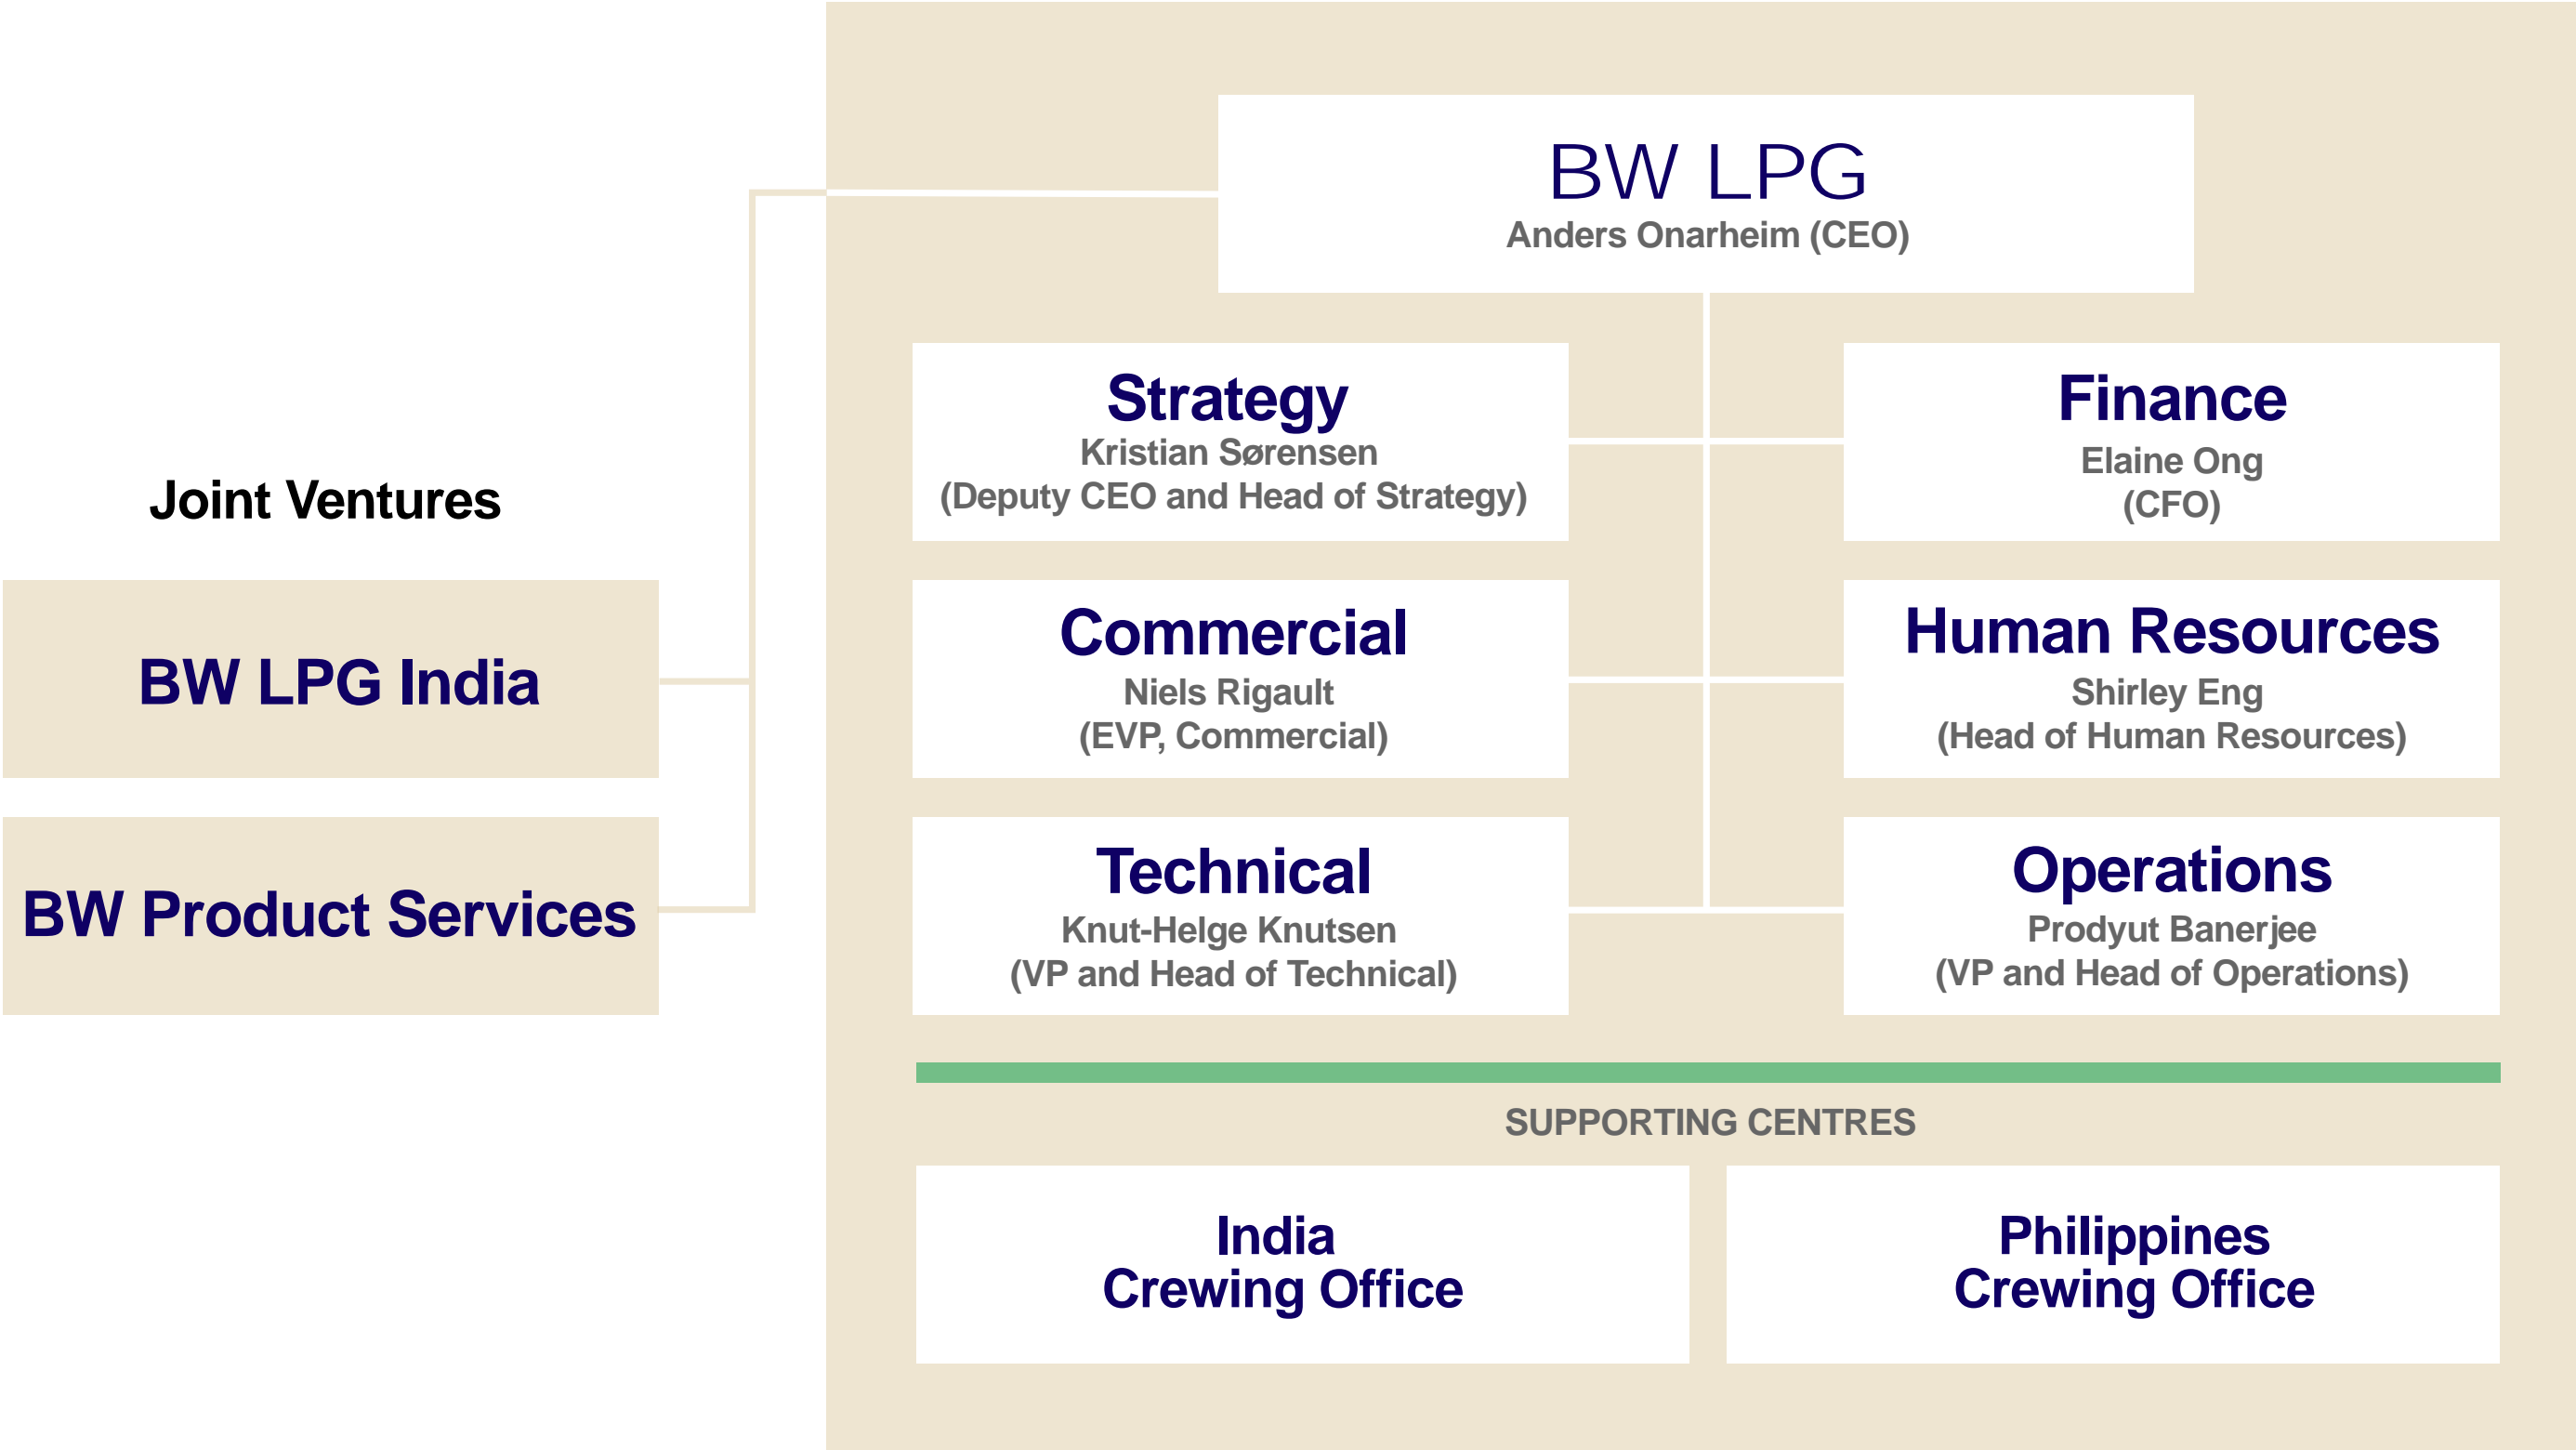 BW LPG
Anders Onarheim (CEO)
Strategy
Kristian Sørensen
(Deputy CEO and Head of Strategy)
Finance
Elaine Ong
(CFO)
Joint Ventures
BW LPG India
Commercial
Niels Rigault
(EVP, Commercial)
Human Resources
Shirley Eng
(Head of Human Resources)
BW Product Services
Technical
Knut-Helge Knutsen
(VP and Head of Technical)
Operations
Prodyut Banerjee
(VP and Head of Operations)
SUPPORTING CENTRES
India
Crewing Office
Philippines
Crewing Office